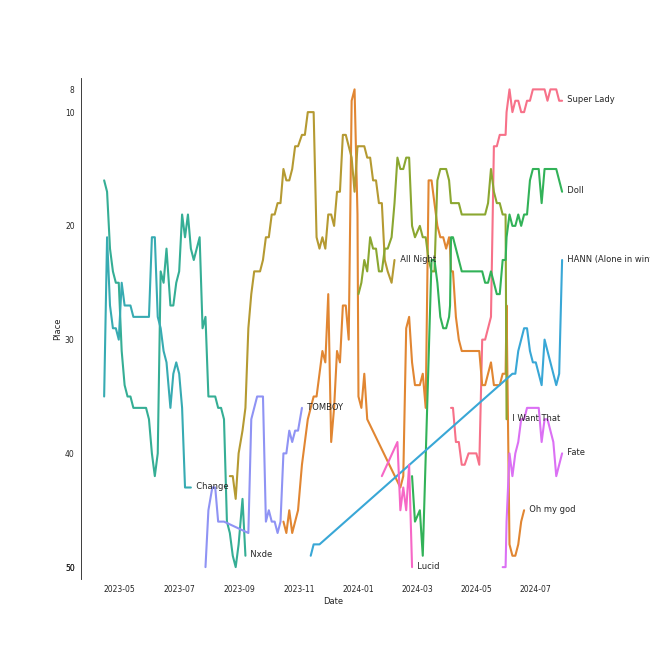 8
10
20
30
40
50
Place
Super Lady
Doll
HANN (Alone in win
All Night
TOMBOY
I Want That
Fate
Change
Oh my god
Nxde
Lucid
2023-05 2023-07 2023-09 2023-11 2024-01 2024-03 2024-05 2024-07
Date